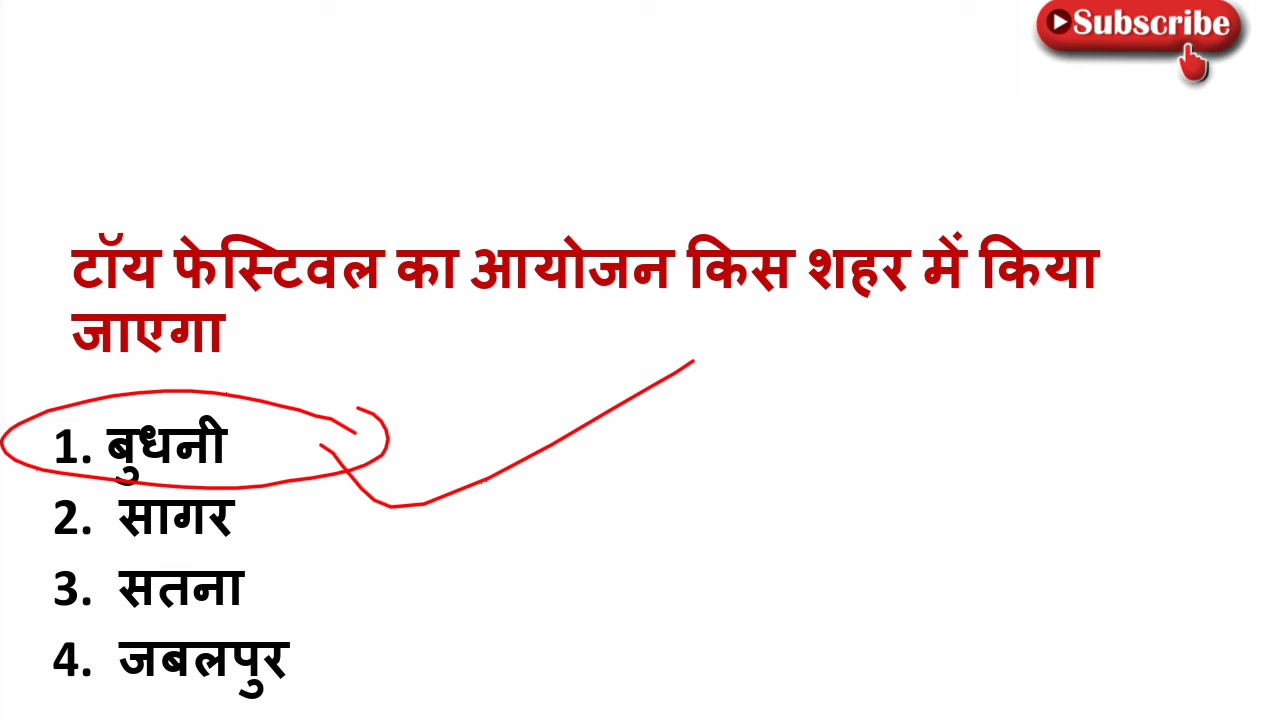 Subscribe
टॉय फेस्टिवल का आयोजन किस शहर में किया
जाएगा
1. बुधनी
2. सागर
3. सतना
4. जबलपुर